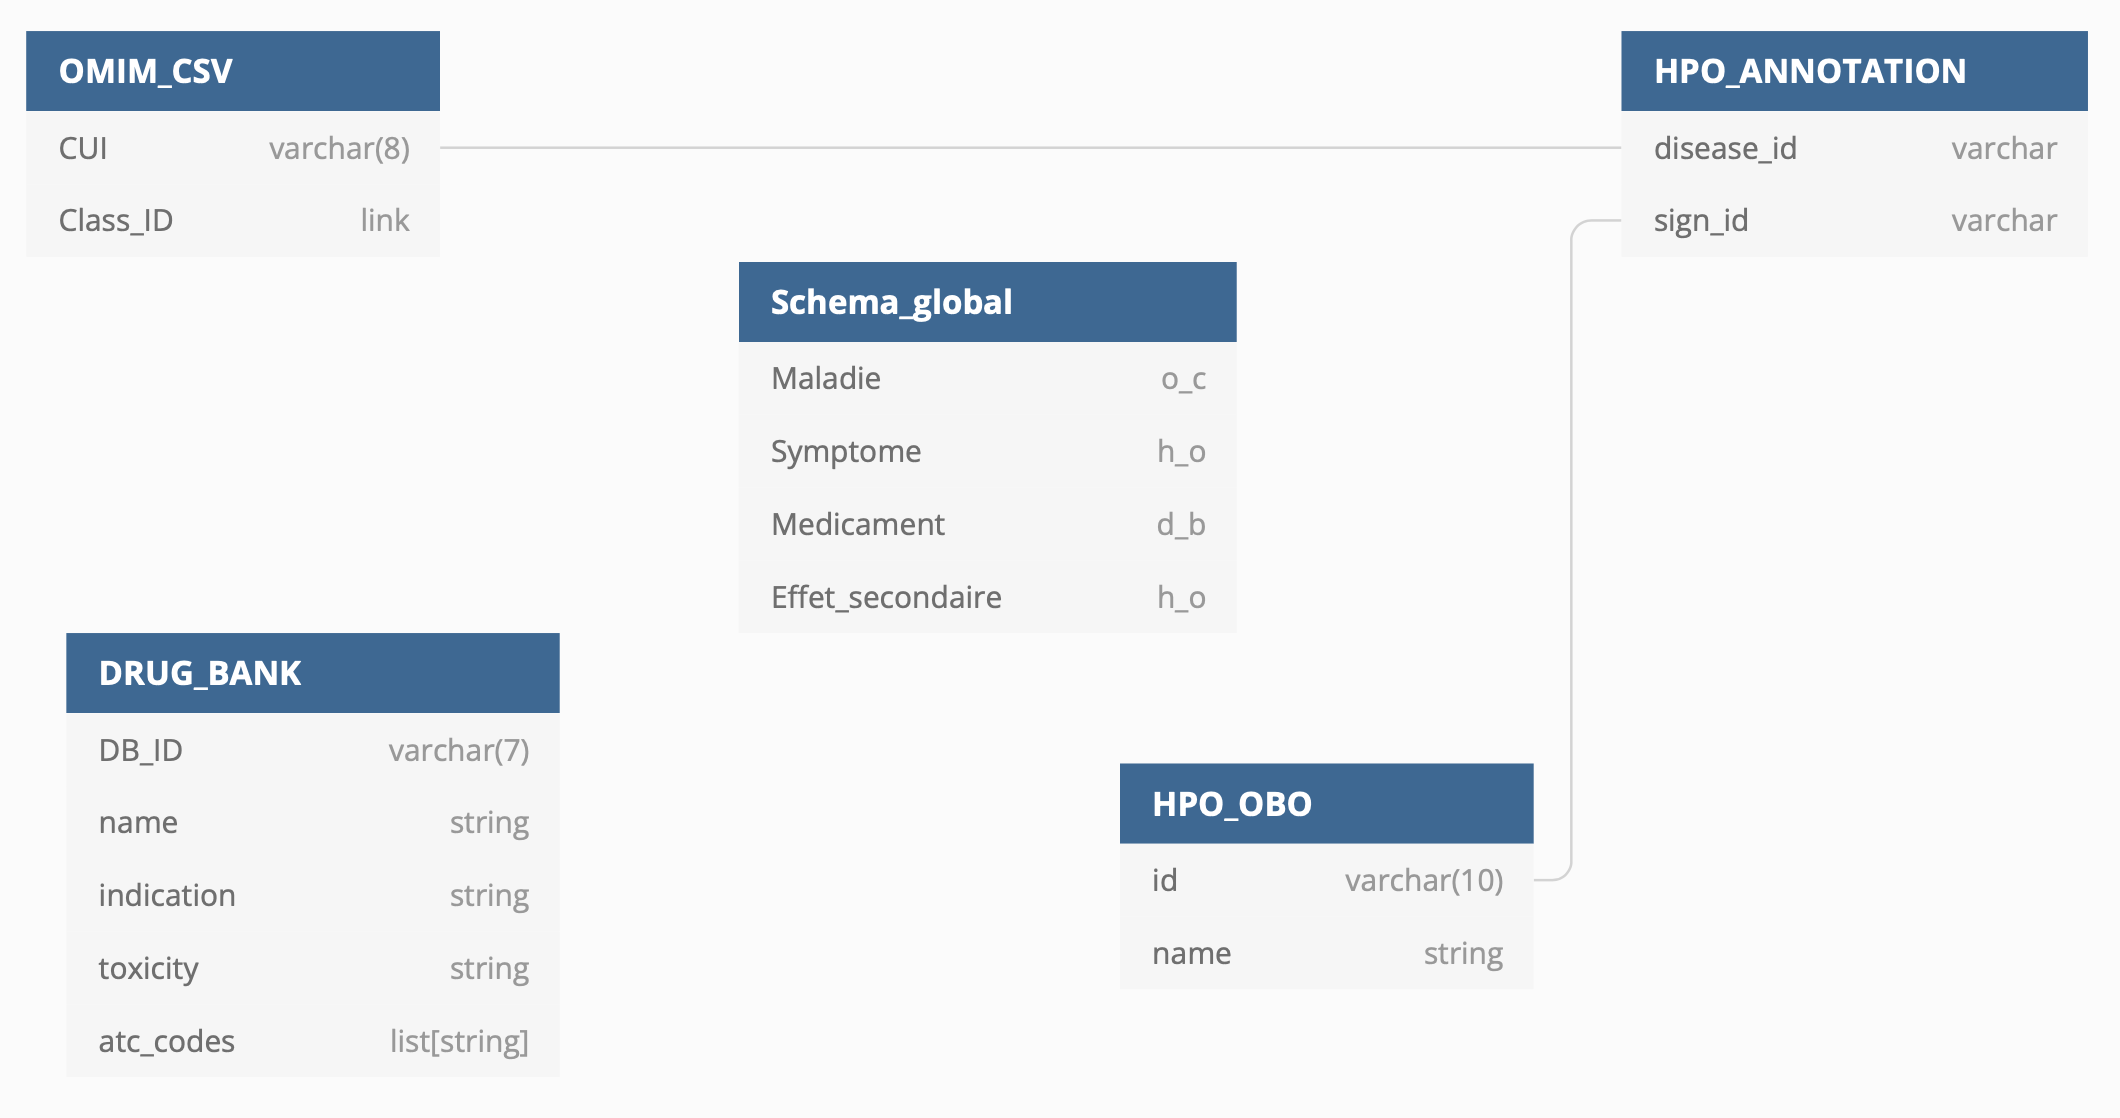 OMIM_CSV
CUI varchar(8)
Class_ID link
HPO_ANNOTATION
disease_id varchar
sign_id varchar
Schema_global
Maladie o_c
Symptome h_o
Medicament d_b
Effet_secondaire h_o
DRUG_BANK
DB_ID varchar(7)
name string
indication string
toxicity string
atc_codes list[string]
HPO_OBO
id varchar(10)
name string